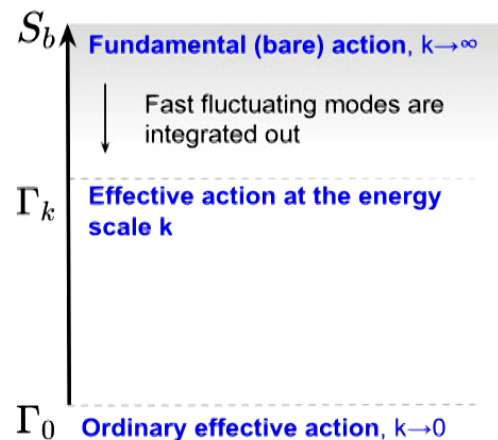 S_b Fundamental (bare) action, k→∞
Fast fluctuating modes are
integrated out
Γ_k Effective action at the energy
scale k
Γ_0 Ordinary effective action, k→0